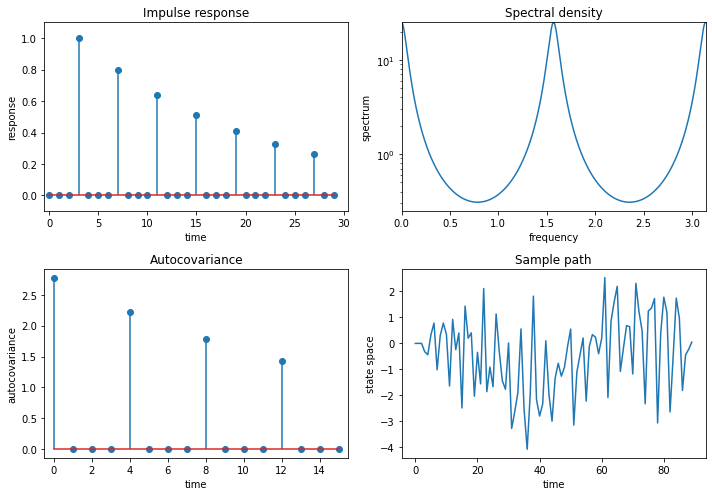 Impulse response
1.0
0.8
0.6
0.4
0.2
0.0
response
0 5 10 15 20 25 30
time
Spectral density
10¹
10⁰
spectrum
0.0 0.5 1.0 1.5 2.0 2.5 3.0
frequency
Autocovariance
2.5
2.0
1.5
1.0
0.5
0.0
autocovariance
0 2 4 6 8 10 12 14
time
Sample path
2
1
0
−1
−2
−3
−4
state space
0 20 40 60 80
time